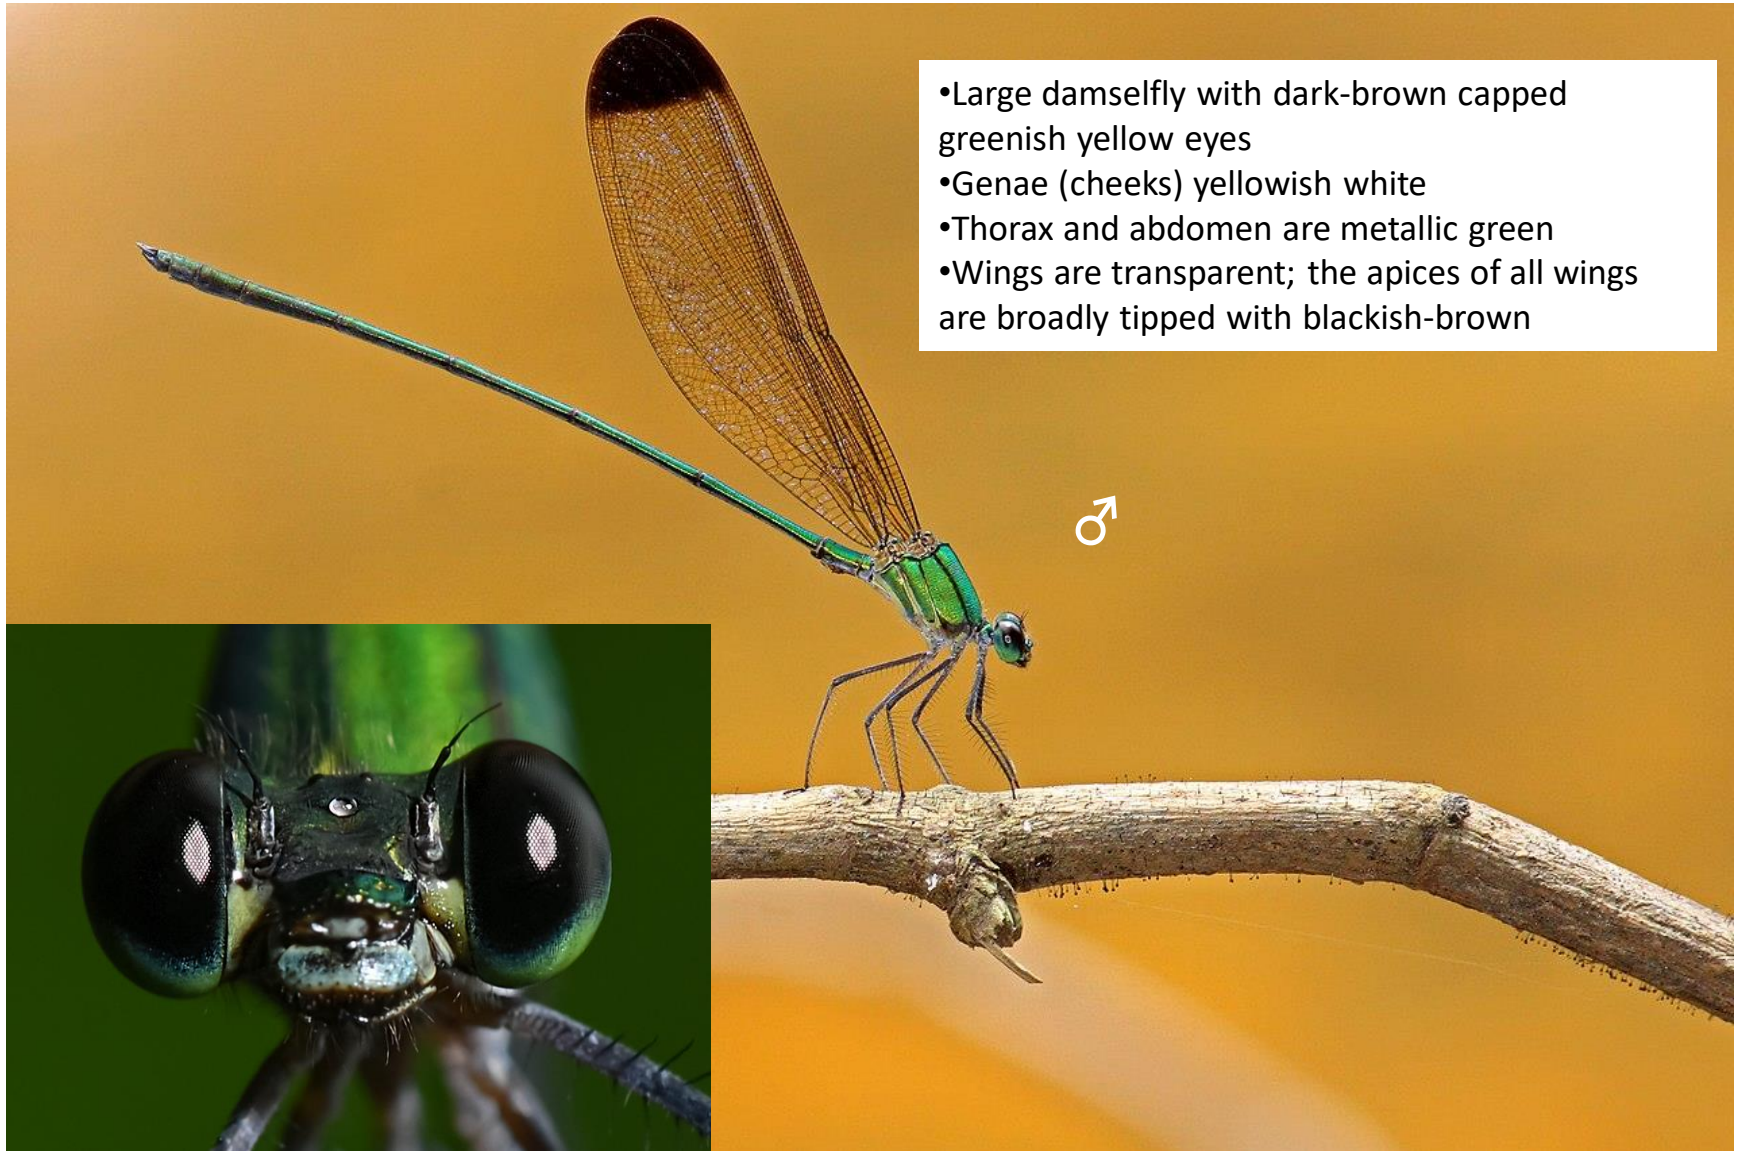 •Large damselfly with dark-brown capped
greenish yellow eyes
•Genae (cheeks) yellowish white
•Thorax and abdomen are metallic green
•Wings are transparent; the apices of all wings
are broadly tipped with blackish-brown
♂